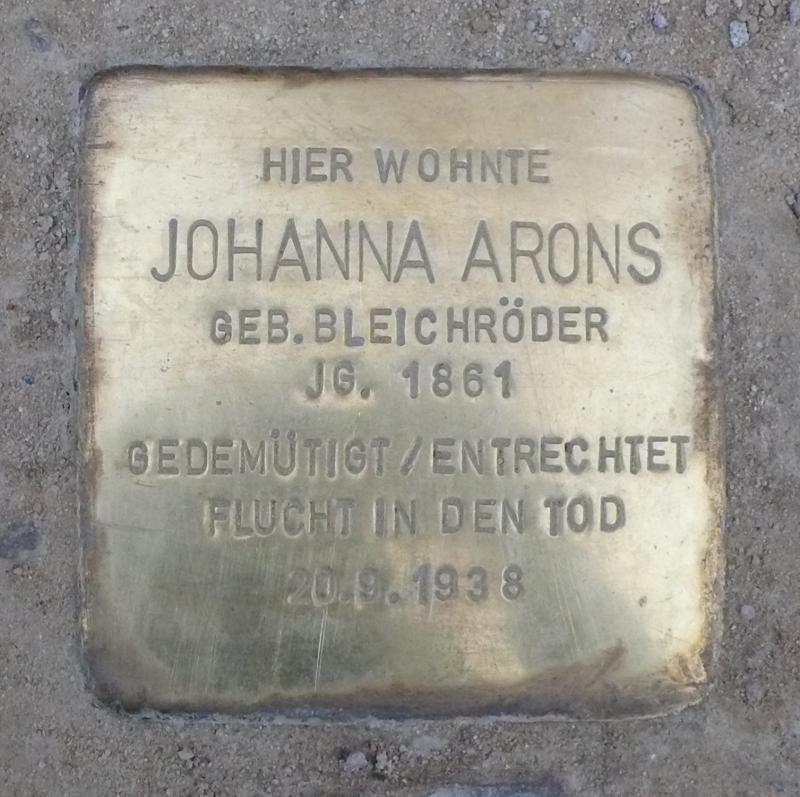 HIER WOHNTE
JOHANNA ARONS
GEB. BLEICHRÖDER
JG. 1861
GEDEMÜTIGT / ENTRECHTET
FLUCHT IN DEN TOD
20.9.1938